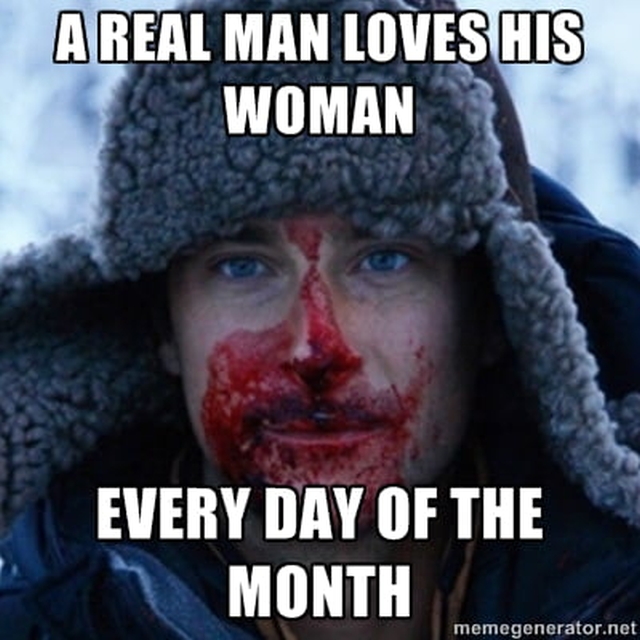 A REAL MAN LOVES HIS
WOMAN
EVERY DAY OF THE
MONTH
memegenerator.net